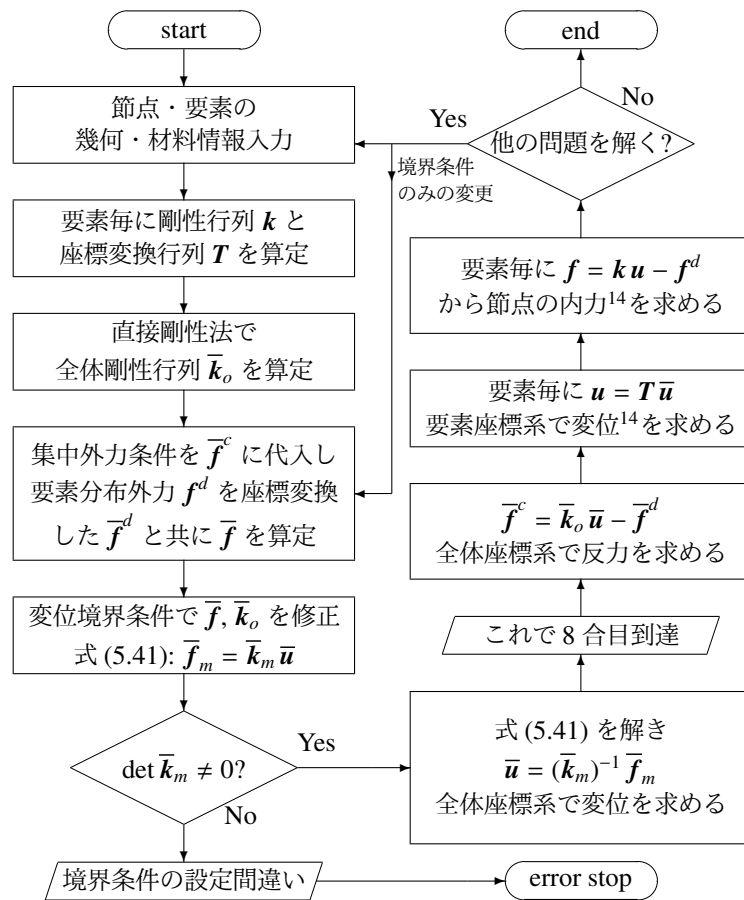 start
節点・要素の
幾何・材料情報入力
要素毎に剛性行列 k と
座標変換行列 T を算定
直接剛性法で
全体剛性行列 k̅ₒ を算定
集中外力条件を f̅ᶜ に代入し
要素分布外力 fᵈ を座標変換
した f̅ᵈ と共に f̅ を算定
変位境界条件で f̅, k̅ₒ を修正
式 (5.41): f̅ₘ = k̅ₘ u̅
det k̅ₘ ≠ 0?
Yes
No
境界条件の設定間違い
error stop
式 (5.41) を解き
u̅ = (k̅ₘ)⁻¹ f̅ₘ
全体座標系で変位を求める
これで 8 合目到達
f̅ᶜ = k̅ₒ u̅ − f̅ᵈ
全体座標系で反力を求める
要素毎に u = T u̅
要素座標系で変位¹⁴を求める
要素毎に f = k u − fᵈ
から節点の内力¹⁴を求める
他の問題を解く?
Yes
境界条件
のみの変更
No
end